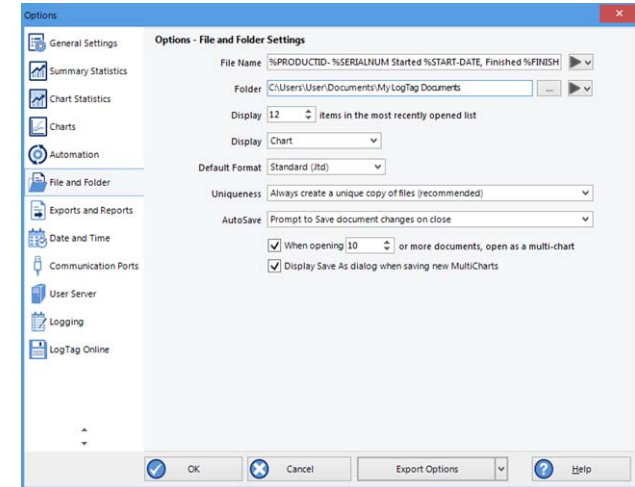 Options
General Settings
Summary Statistics
Chart Statistics
Charts
Automation
File and Folder
Exports and Reports
Date and Time
Communication Ports
User Server
Logging
LogTag Online
Options - File and Folder Settings
File Name %PRODUCTID- %SERIALNUM Started %START-DATE, Finished %FINISH
Folder C:\Users\User\Documents\My LogTag Documents ...
Display 12 items in the most recently opened list
Display Chart
Default Format Standard (ltd)
Uniqueness Always create a unique copy of files (recommended)
AutoSave Prompt to Save document changes on close
When opening 10 or more documents, open as a multi-chart
Display Save As dialog when saving new MultiCharts
OK Cancel Export Options Help